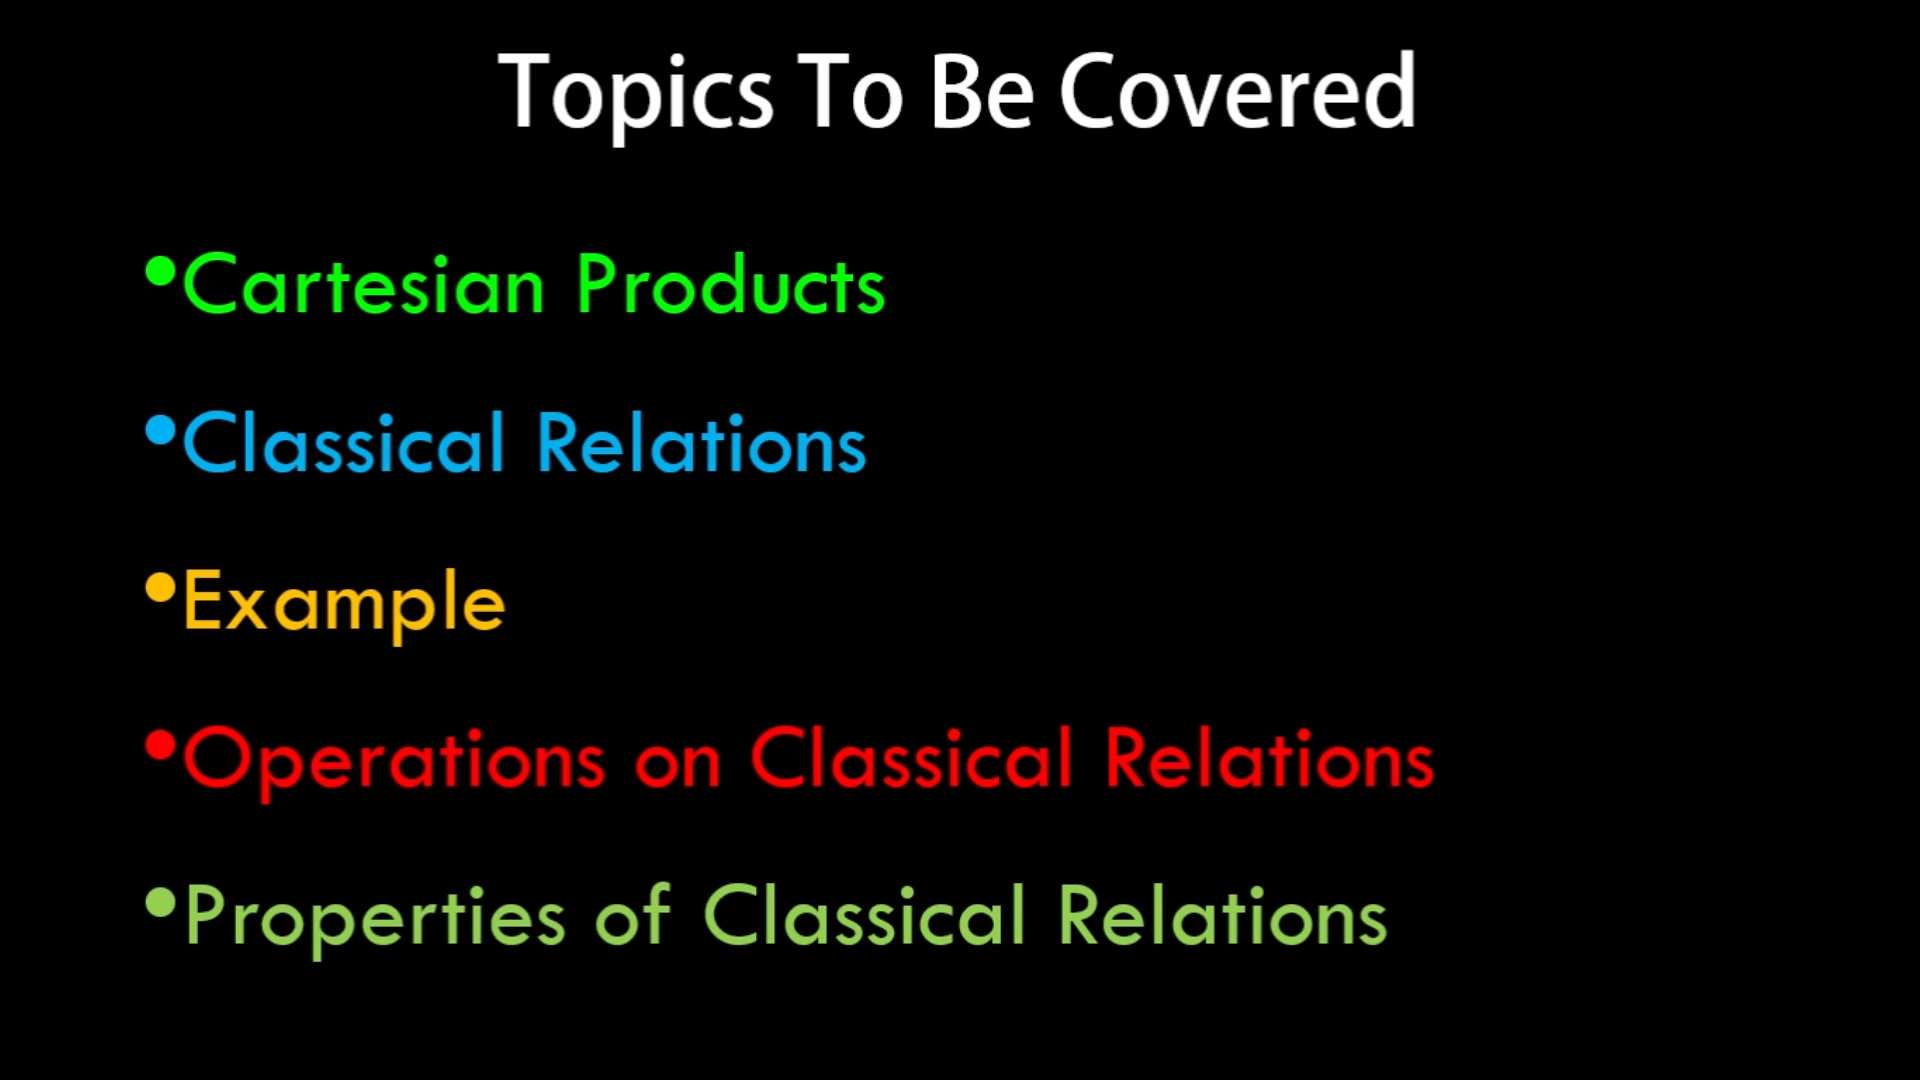 Topics To Be Covered
•Cartesian Products
•Classical Relations
•Example
•Operations on Classical Relations
•Properties of Classical Relations